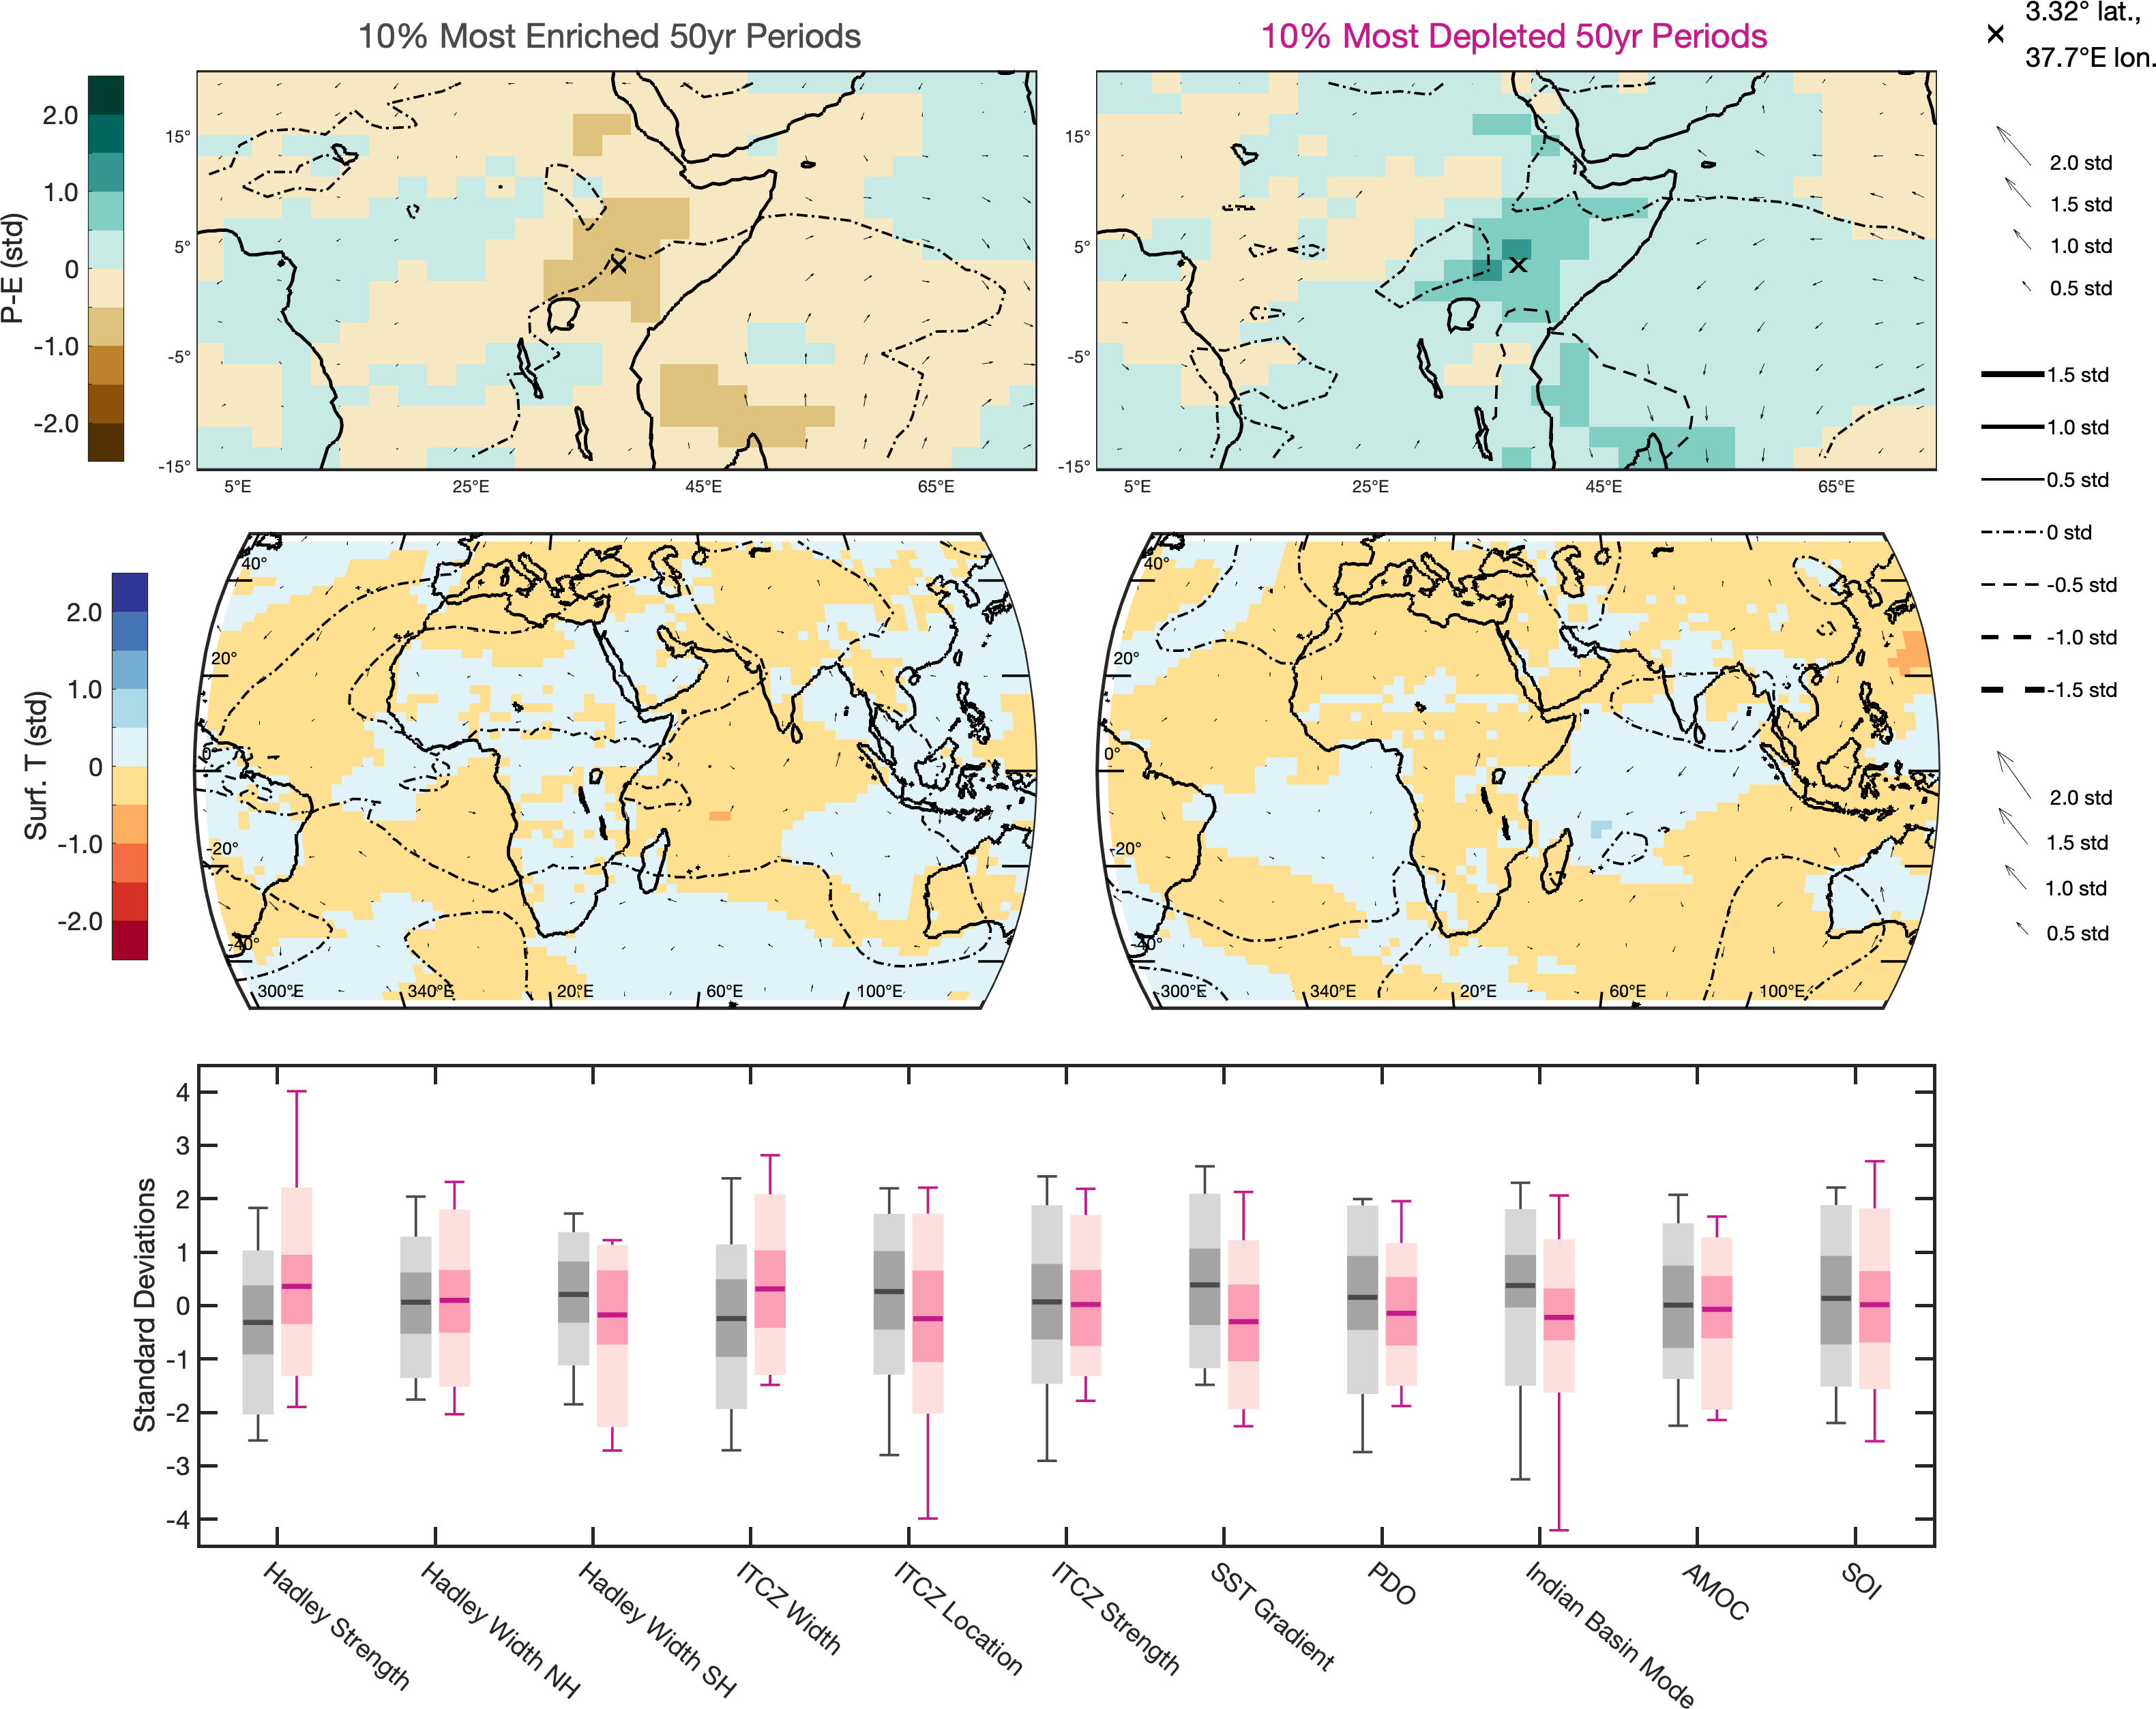 10% Most Enriched 50yr Periods
10% Most Depleted 50yr Periods
3.32° lat.,
37.7°E lon.
P-E (std)
2.0
1.0
0
-1.0
-2.0
15°
5°
-5°
-15°
5°E
25°E
45°E
65°E
15°
5°
-5°
-15°
5°E
25°E
45°E
65°E
2.0 std
1.5 std
1.0 std
0.5 std
1.5 std
1.0 std
0.5 std
0 std
-0.5 std
-1.0 std
-1.5 std
2.0 std
1.5 std
1.0 std
0.5 std
Surf. T (std)
2.0
1.0
0
-1.0
-2.0
40°
20°
0°
-20°
-40°
300°E
340°E
20°E
60°E
100°E
40°
20°
0°
-20°
-40°
300°E
340°E
20°E
60°E
100°E
Standard Deviations
4
3
2
1
0
-1
-2
-3
-4
Hadley Strength
Hadley Width NH
Hadley Width SH
ITCZ Width
ITCZ Location
ITCZ Strength
SST Gradient
PDO
Indian Basin Mode
AMOC
SOI